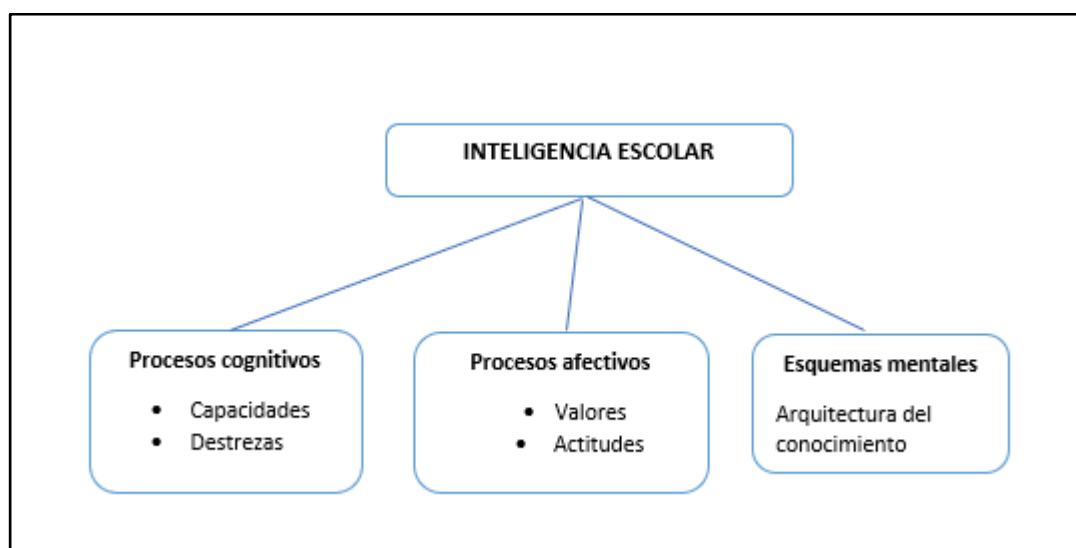 INTELIGENCIA ESCOLAR
Procesos cognitivos
• Capacidades
• Destrezas
Procesos afectivos
• Valores
• Actitudes
Esquemas mentales
Arquitectura del
conocimiento